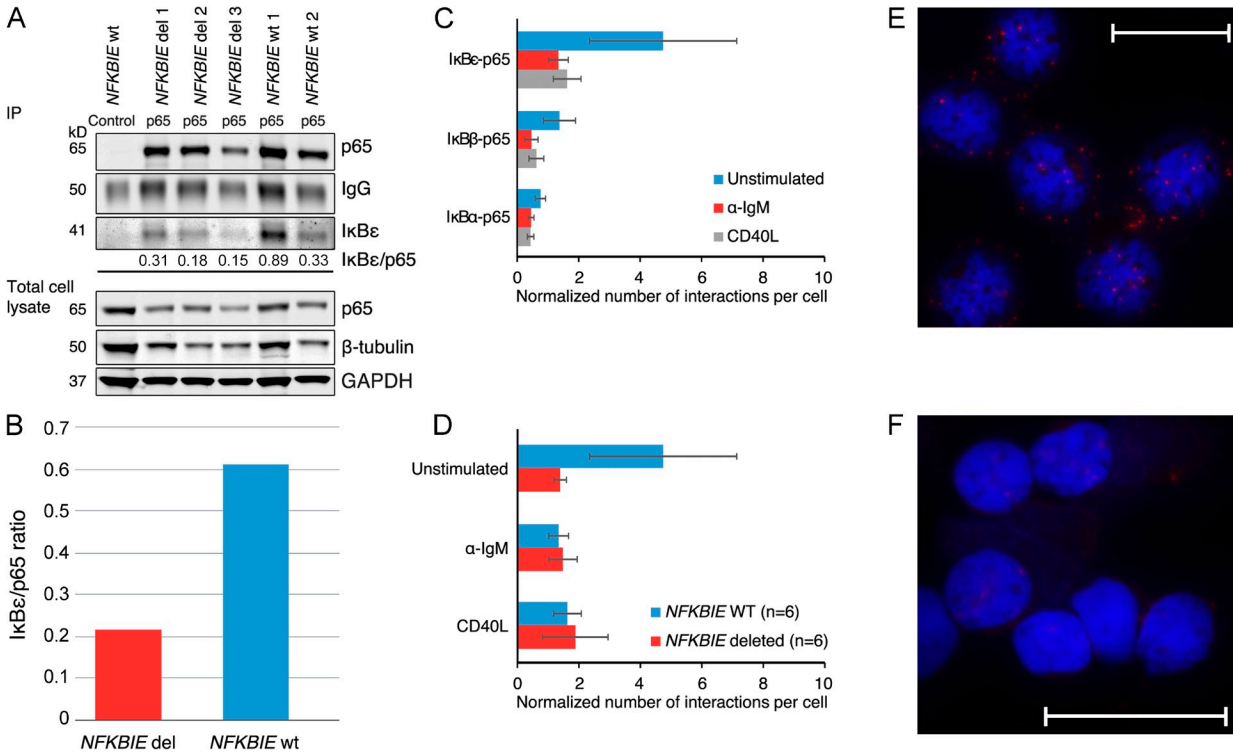 A
NFKBIE wt
NFKBIE del 1
NFKBIE del 2
NFKBIE del 3
NFKBIE wt 1
NFKBIE wt 2
IP
kD
Control p65 p65 p65 p65 p65
65 p65
50 IgG
41 IκBε
0.31 0.18 0.15 0.89 0.33 IκBε/p65
Total cell
lysate
65 p65
50 β-tubulin
37 GAPDH
B
0.7
0.6
0.5
0.4
0.3
0.2
0.1
0
IκBε/p65 ratio
NFKBIE del NFKBIE wt
C
IκBε-p65
IκBβ-p65
IκBα-p65
Unstimulated
α-IgM
CD40L
0 2 4 6 8 10
Normalized number of interactions per cell
D
Unstimulated
α-IgM
CD40L
NFKBIE WT (n=6)
NFKBIE deleted (n=6)
0 2 4 6 8 10
Normalized number of interactions per cell
E
F